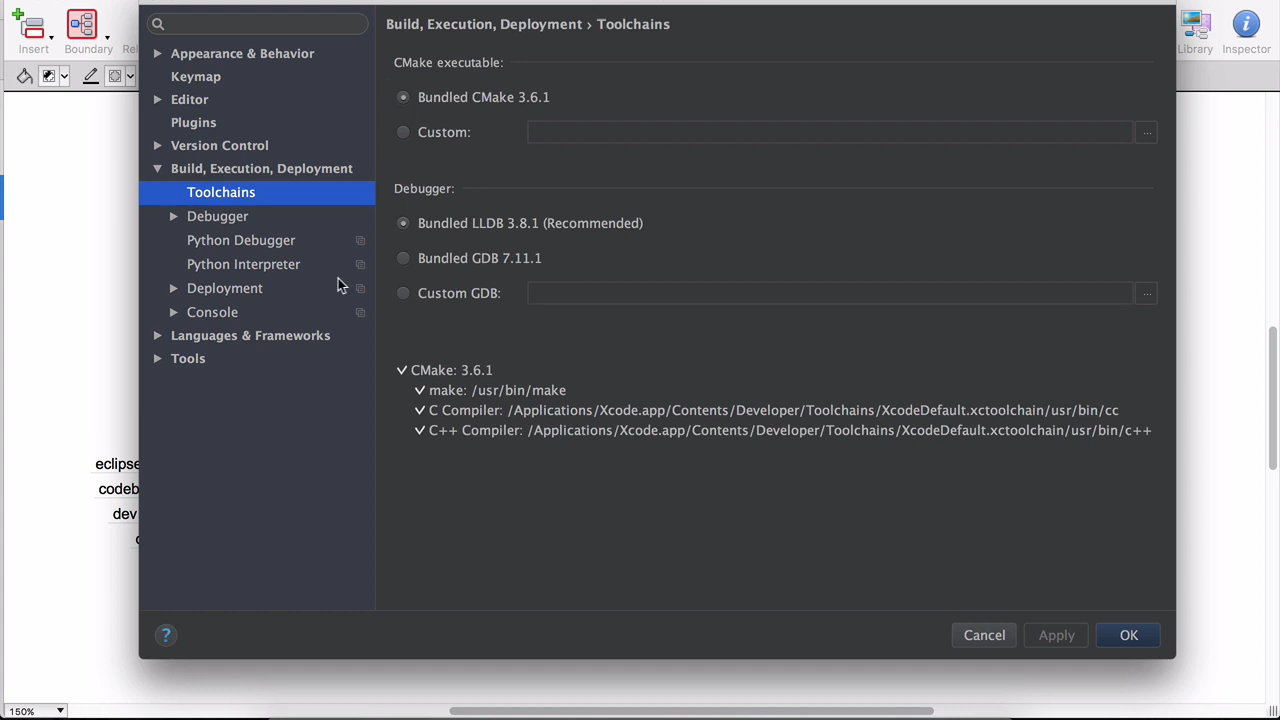 Insert
Boundary
Rel
Library
Inspector
Build, Execution, Deployment › Toolchains
Appearance & Behavior
Keymap
Editor
Plugins
Version Control
Build, Execution, Deployment
Toolchains
Debugger
Python Debugger
Python Interpreter
Deployment
Console
Languages & Frameworks
Tools
CMake executable:
Bundled CMake 3.6.1
Custom:
...
Debugger:
Bundled LLDB 3.8.1 (Recommended)
Bundled GDB 7.11.1
Custom GDB:
...
CMake: 3.6.1
make: /usr/bin/make
C Compiler: /Applications/Xcode.app/Contents/Developer/Toolchains/XcodeDefault.xctoolchain/usr/bin/cc
C++ Compiler: /Applications/Xcode.app/Contents/Developer/Toolchains/XcodeDefault.xctoolchain/usr/bin/c++
eclipse
codeb
dev
?
Cancel
Apply
OK
150%